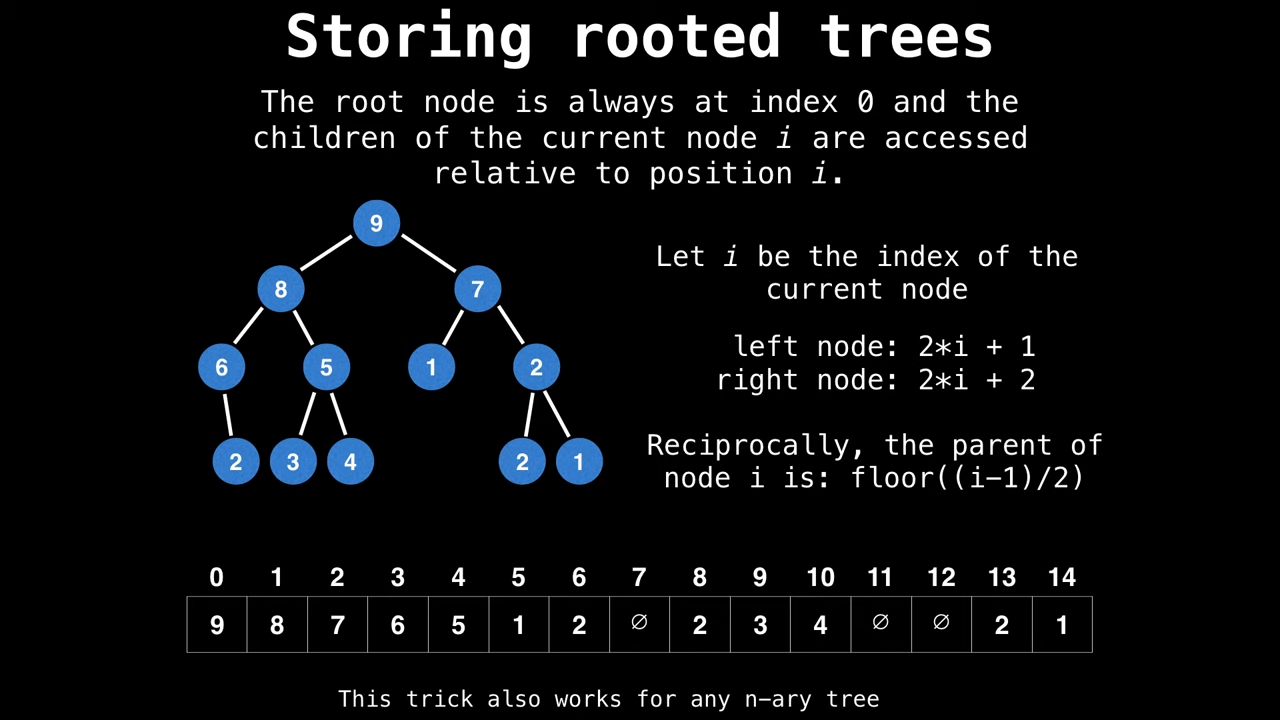 Storing rooted trees
The root node is always at index 0 and the
children of the current node i are accessed
relative to position i.
9
8 7
6 5 1 2
2 3 4 2 1
Let i be the index of the
current node
left node: 2*i + 1
right node: 2*i + 2
Reciprocally, the parent of
node i is: floor((i−1)/2)
0 1 2 3 4 5 6 7 8 9 10 11 12 13 14
9 8 7 6 5 1 2 ∅ 2 3 4 ∅ ∅ 2 1
This trick also works for any n−ary tree